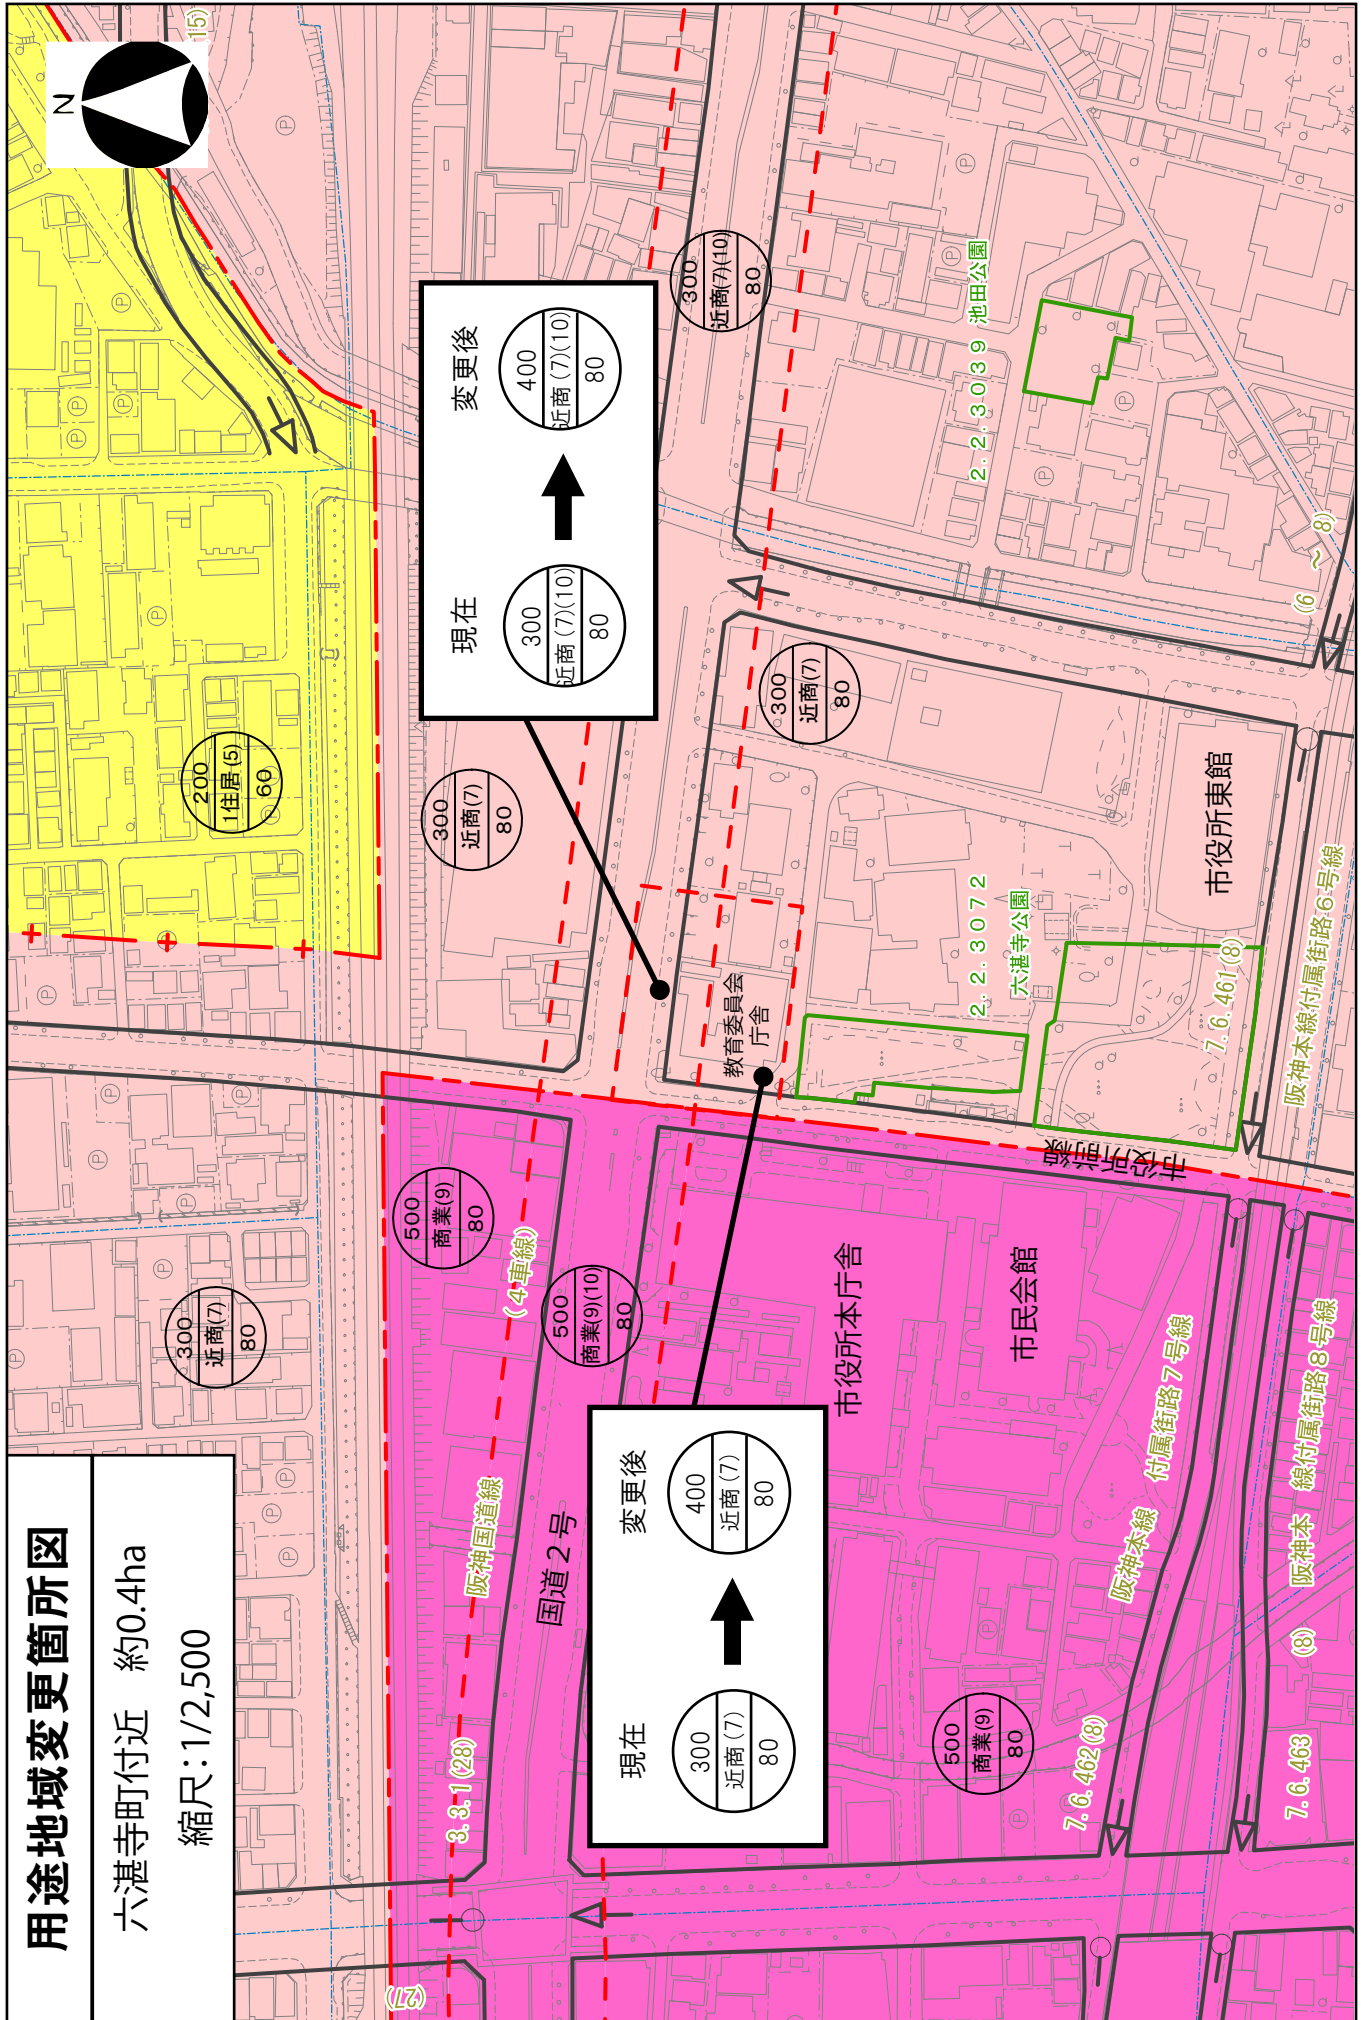 用途地域変更箇所図
六湛寺町付近　約0.4ha
縮尺：1/2,500
N
15)
200
1住居(5)
60
300
近商(7)
80
300
近商(7)
80
現在
300
近商(7)(10)
80
変更後
400
近商(7)(10)
80
300
近商(7)(10)
80
300
近商(7)
80
500
商業(9)
80
500
商業(9)(10)
80
500
商業(9)
80
現在
300
近商(7)
80
変更後
400
近商(7)
80
(27)
3.3.1(28)
阪神国道線
(4車線)
国道2号
教育委員会
庁舎
市役所本庁舎
市民会館
市役所前線
市役所東館
2.2.3039 池田公園
2.2.3072
六湛寺公園
7.6.461(8)
阪神本線付属街路6号線
(6～8)
7.6.462(8)
阪神本線
付属街路7号線
7.6.463
(8)
阪神本
線付属街路8号線